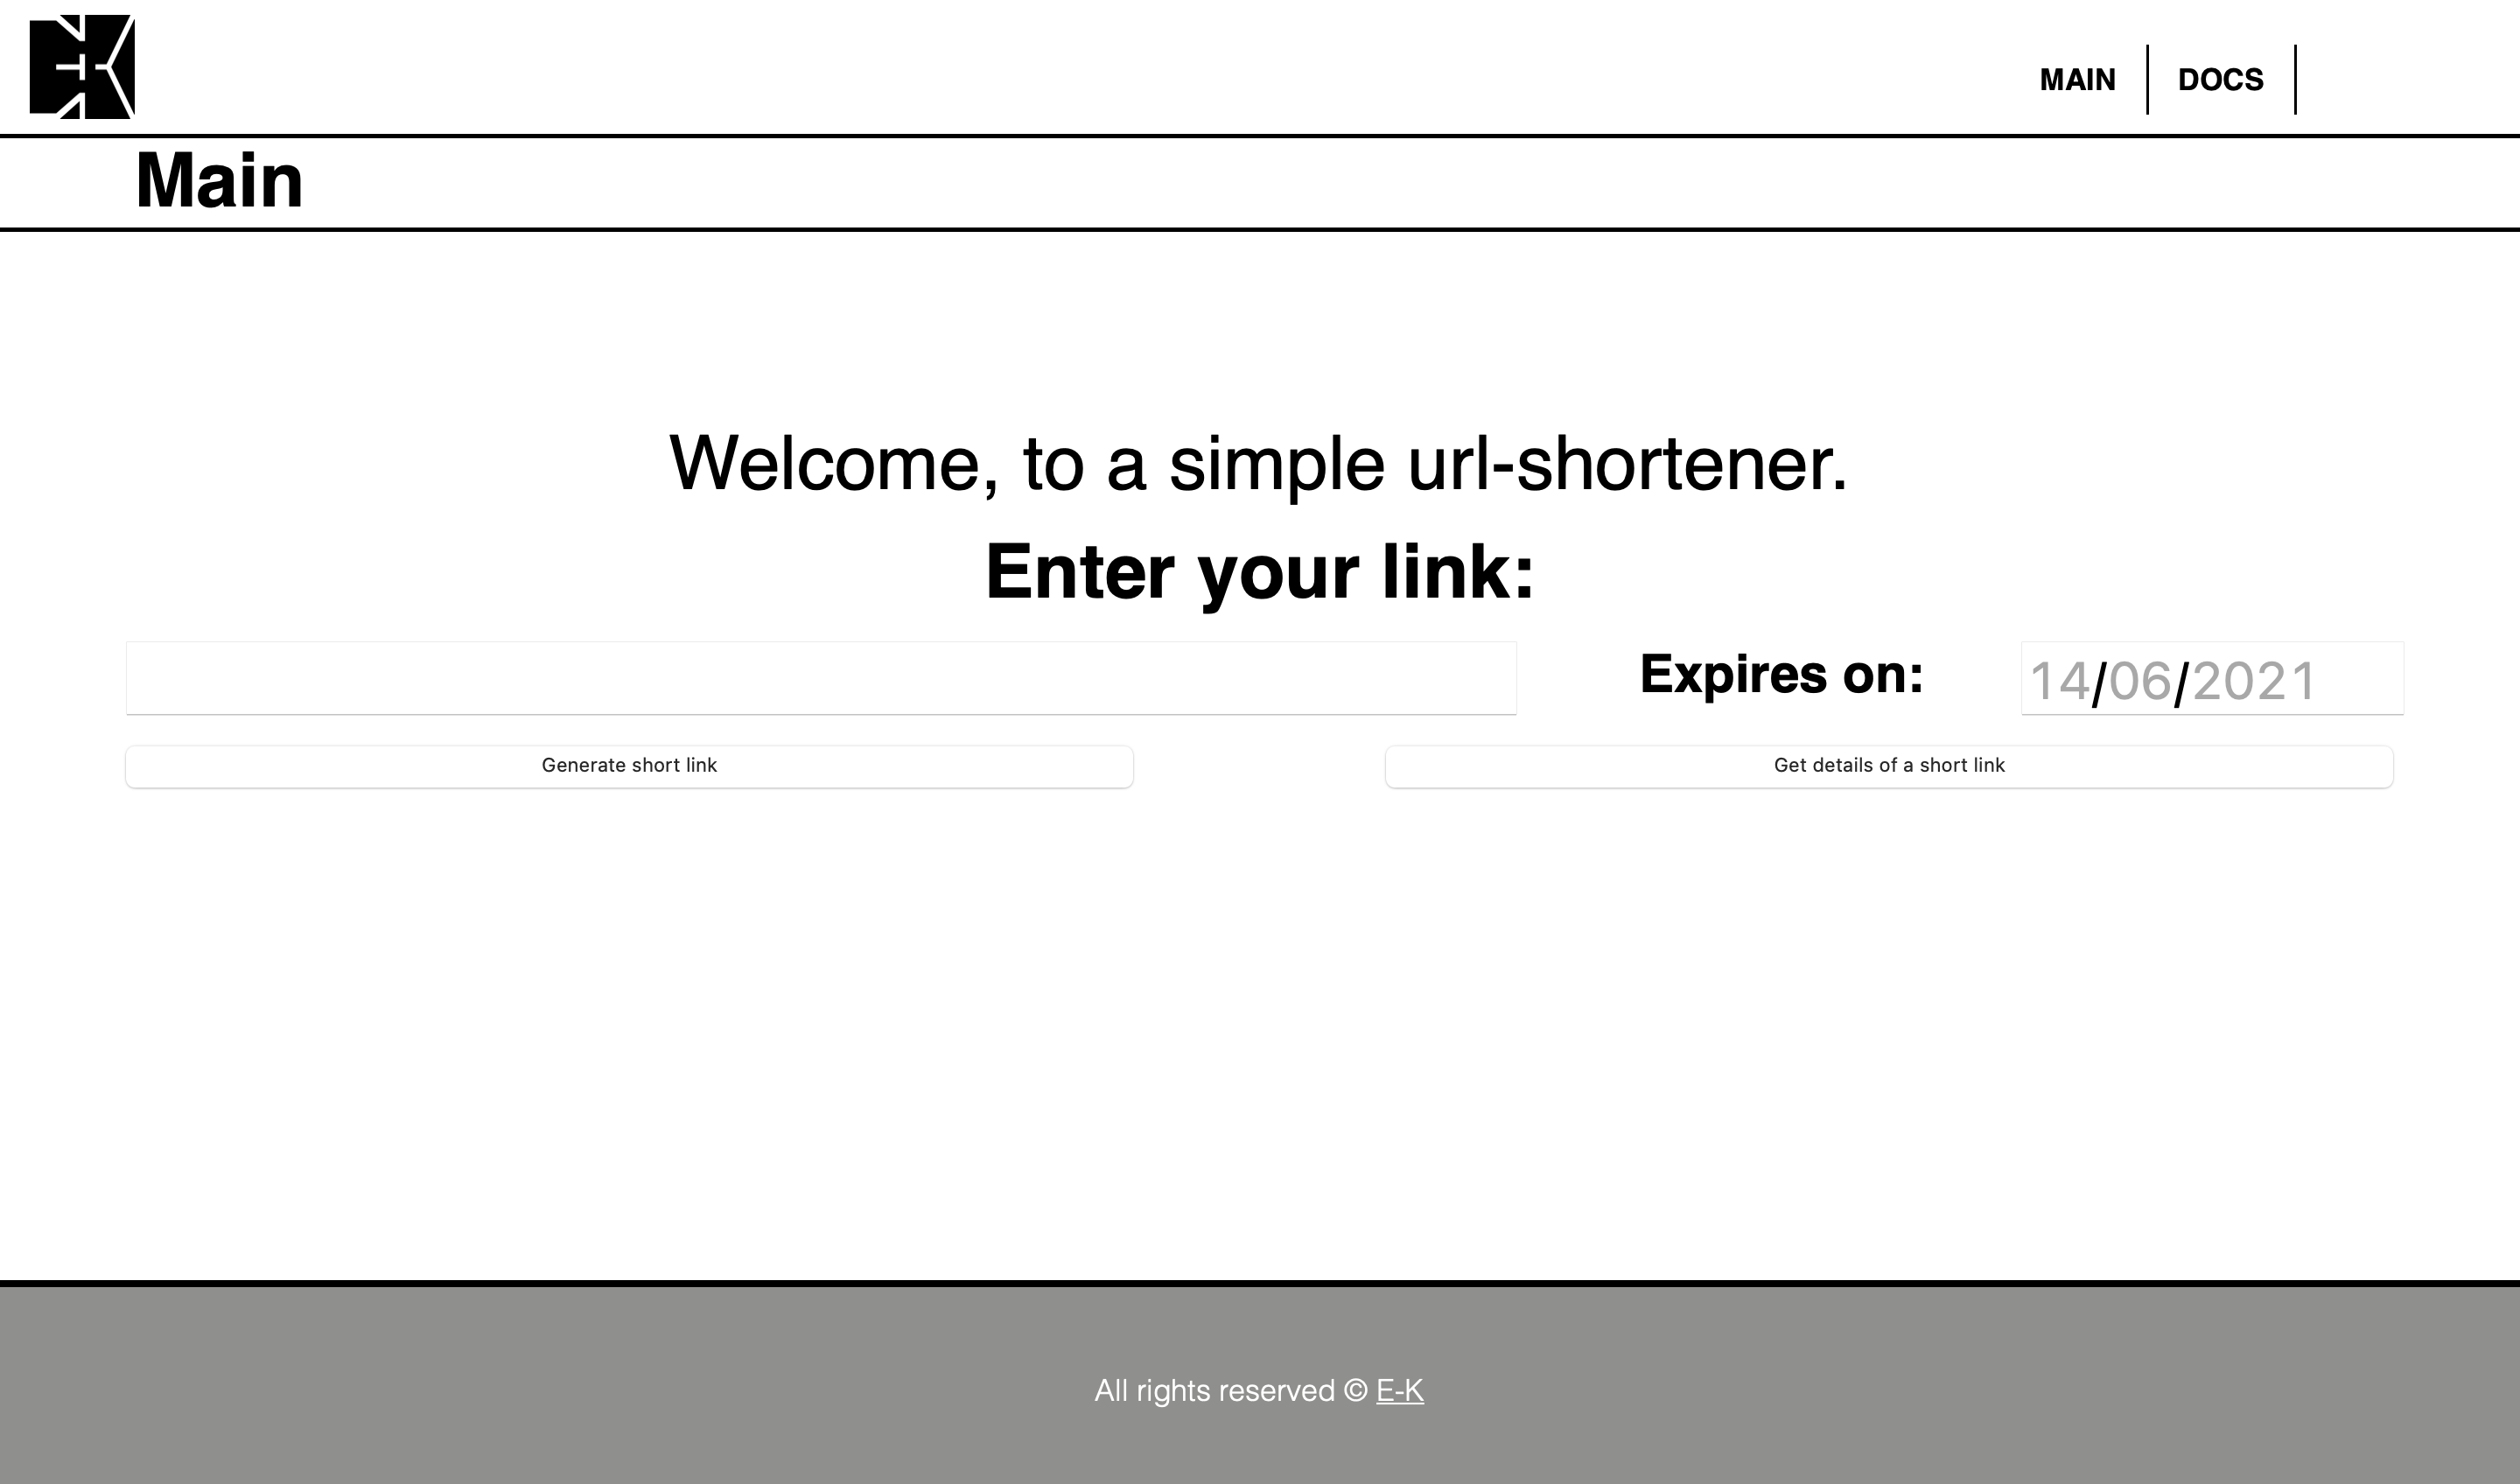 EK
MAIN
DOCS
Main
Welcome, to a simple url-shortener.
Enter your link:
Expires on:
14/06/2021
Generate short link
Get details of a short link
All rights reserved © E-K